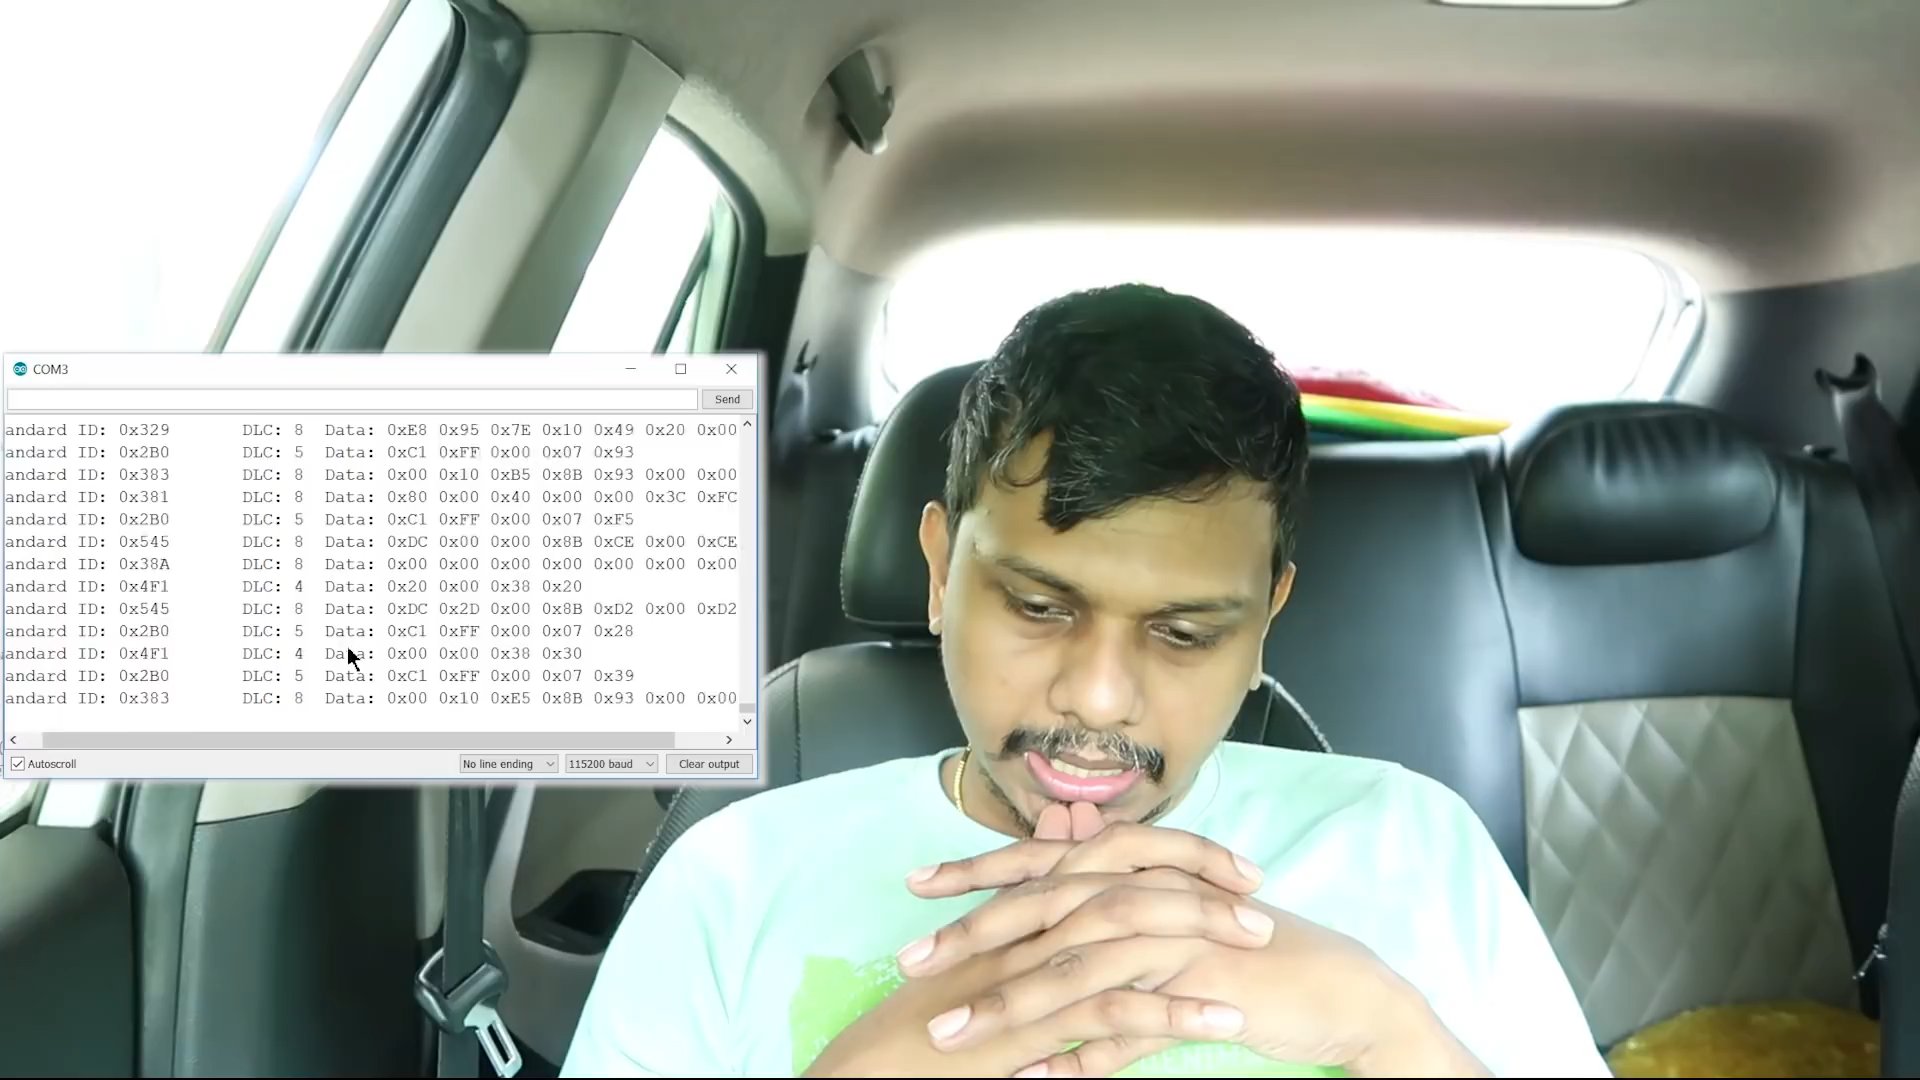 COM3
Send
andard ID: 0x329 DLC: 8 Data: 0xE8 0x95 0x7E 0x10 0x49 0x20 0x00
andard ID: 0x2B0 DLC: 5 Data: 0xC1 0xFF 0x00 0x07 0x93
andard ID: 0x383 DLC: 8 Data: 0x00 0x10 0xB5 0x8B 0x93 0x00 0x00
andard ID: 0x381 DLC: 8 Data: 0x80 0x00 0x40 0x00 0x00 0x3C 0xFC
andard ID: 0x2B0 DLC: 5 Data: 0xC1 0xFF 0x00 0x07 0xF5
andard ID: 0x545 DLC: 8 Data: 0xDC 0x00 0x00 0x8B 0xCE 0x00 0xCE
andard ID: 0x38A DLC: 8 Data: 0x00 0x00 0x00 0x00 0x00 0x00 0x00
andard ID: 0x4F1 DLC: 4 Data: 0x20 0x00 0x38 0x20
andard ID: 0x545 DLC: 8 Data: 0xDC 0x2D 0x00 0x8B 0xD2 0x00 0xD2
andard ID: 0x2B0 DLC: 5 Data: 0xC1 0xFF 0x00 0x07 0x28
andard ID: 0x4F1 DLC: 4 Data: 0x00 0x00 0x38 0x30
andard ID: 0x2B0 DLC: 5 Data: 0xC1 0xFF 0x00 0x07 0x39
andard ID: 0x383 DLC: 8 Data: 0x00 0x10 0xE5 0x8B 0x93 0x00 0x00
Autoscroll No line ending 115200 baud Clear output